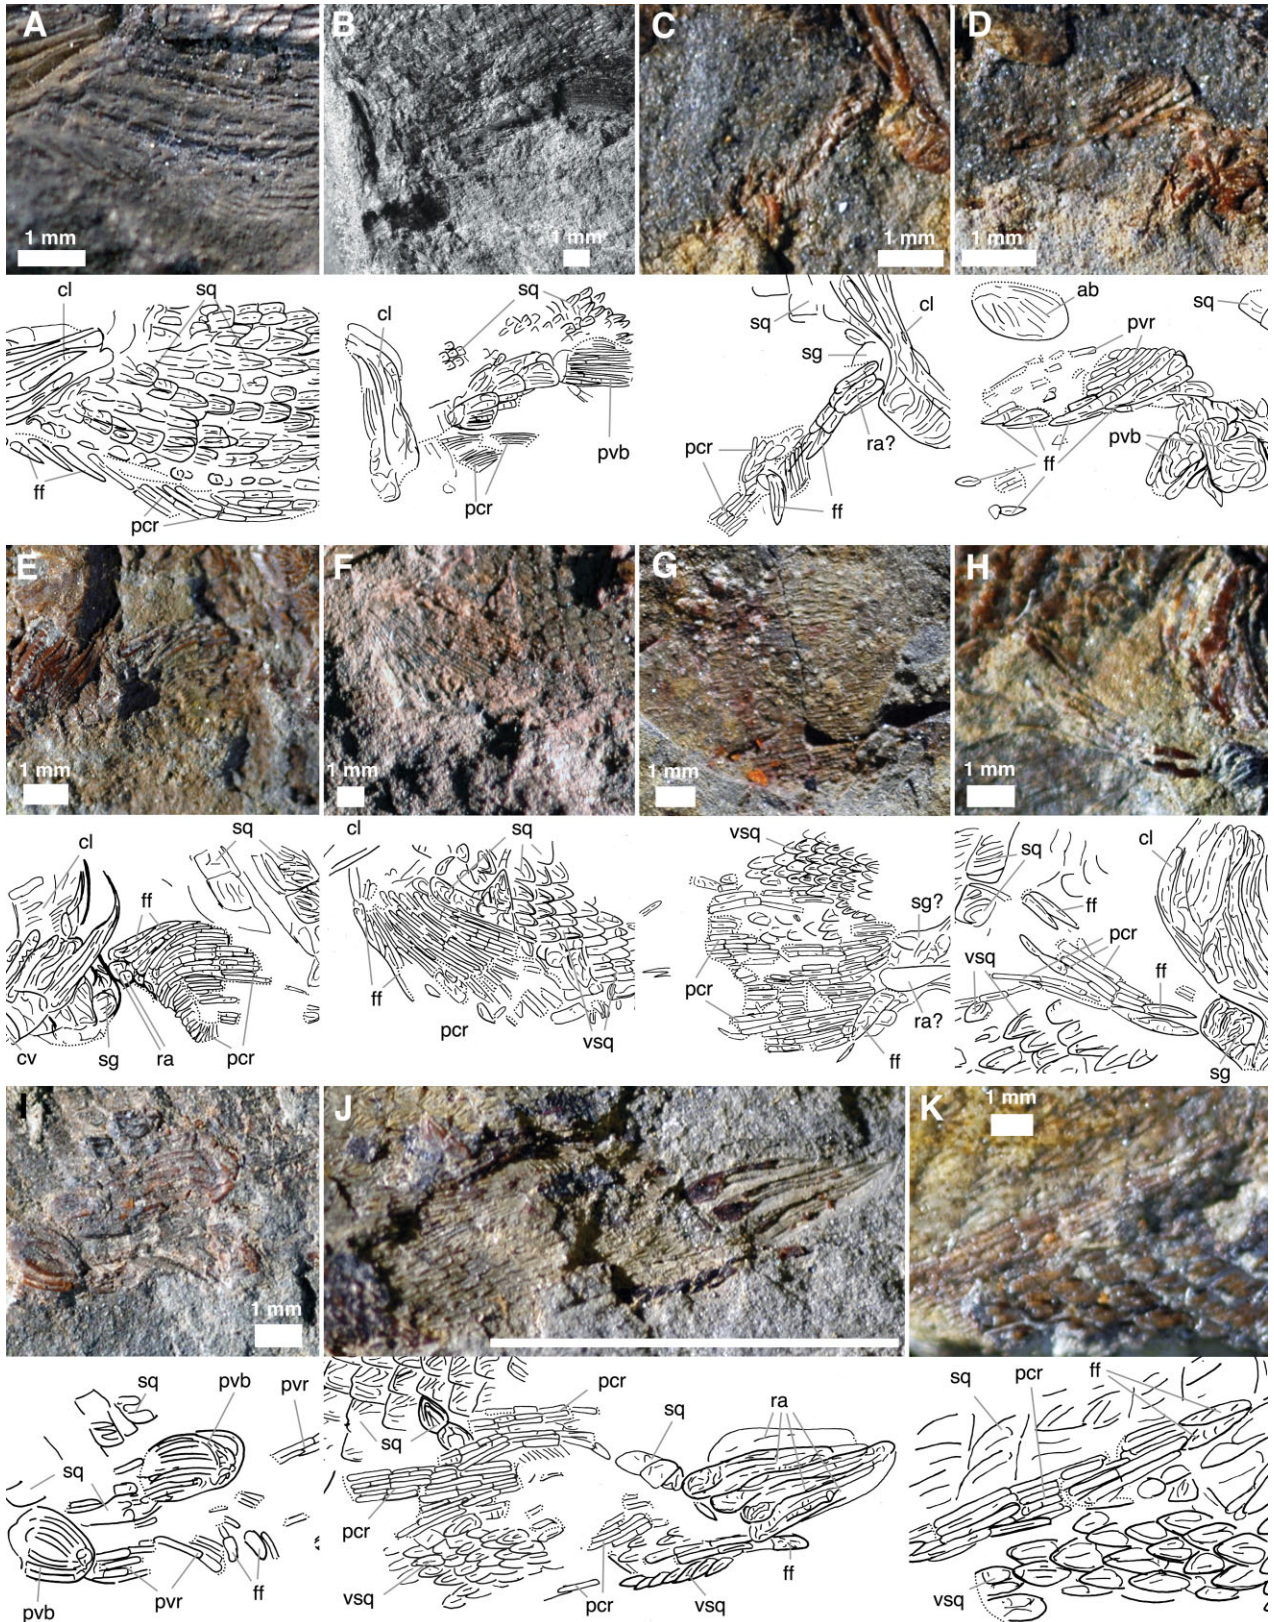 A B C D
1 mm 1 mm 1 mm 1 mm
cl sq
ff
pcr
sq
cl
pvb
pcr
sq cl
sg
pcr
ra?
ff
ab
pvr sq
pvb
ff
E F G H
1 mm 1 mm 1 mm 1 mm
sq
cl
ff
cv sg ra pcr
cl sq
ff
pcr
vsq
vsq
sg?
pcr
ra?
ff
cl
sq
ff
pcr
vsq
ff
sg
I J K
1 mm
1 mm
sq pvb pvr
sq
pvb pvr ff
pcr
sq
sq
ra
pcr
vsq
pcr
vsq
ff
pcr
sq pcr ff
vsq